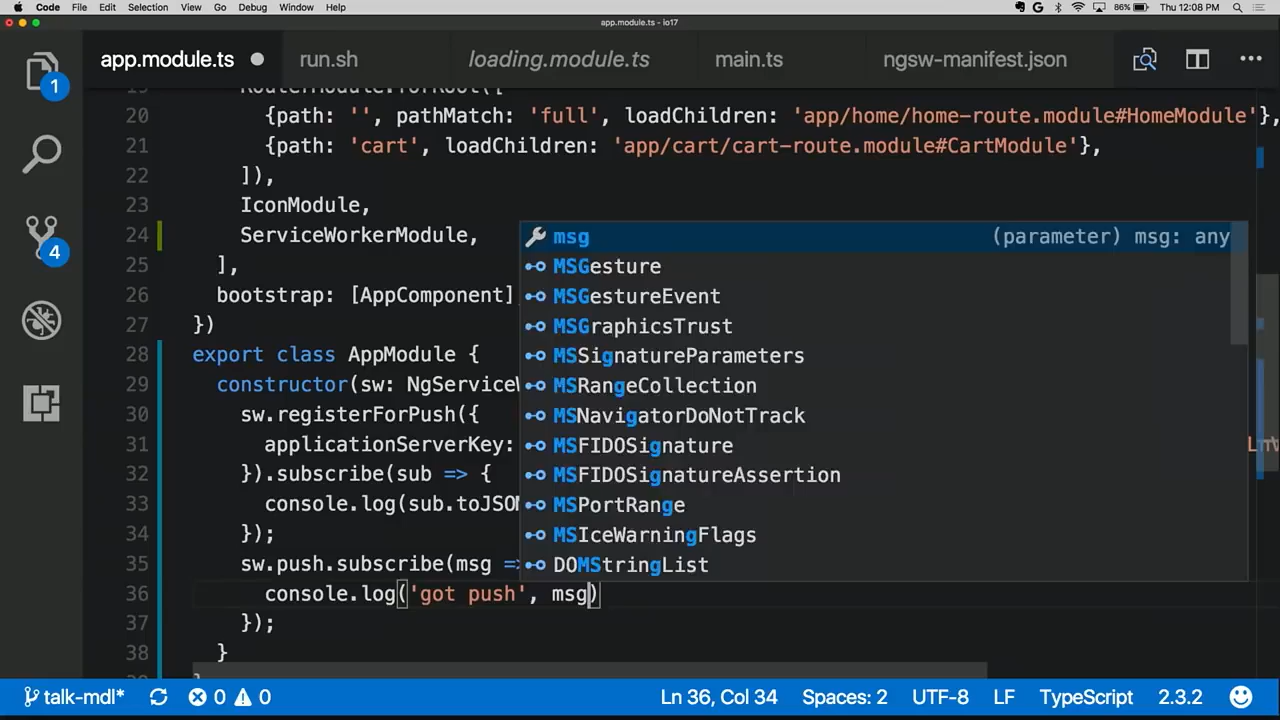 Code File Edit Selection View Go Debug Window Help 86% Thu 12:08 PM
app.module.ts - io17
app.module.ts run.sh loading.module.ts main.ts ngsw-manifest.json
19 RouterModule.forRoot([
20 {path: '', pathMatch: 'full', loadChildren: 'app/home/home-route.module#HomeModule'},
21 {path: 'cart', loadChildren: 'app/cart/cart-route.module#CartModule'},
22 ]),
23 IconModule,
24 ServiceWorkerModule,
25 ],
26 bootstrap: [AppComponent]
27 })
28 export class AppModule {
29 constructor(sw: NgServiceW
30 sw.registerForPush({
31 applicationServerKey:
32 }).subscribe(sub => {
33 console.log(sub.toJSON
34 });
35 sw.push.subscribe(msg =>
36 console.log('got push', msg)
37 });
38 }
msg (parameter) msg: any
MSGesture
MSGestureEvent
MSGraphicsTrust
MSSignatureParameters
MSRangeCollection
MSNavigatorDoNotTrack
MSFIDOSignature
MSFIDOSignatureAssertion
MSPortRange
MSIceWarningFlags
DOMStringList
1
4
talk-mdl* 0 0 Ln 36, Col 34 Spaces: 2 UTF-8 LF TypeScript 2.3.2